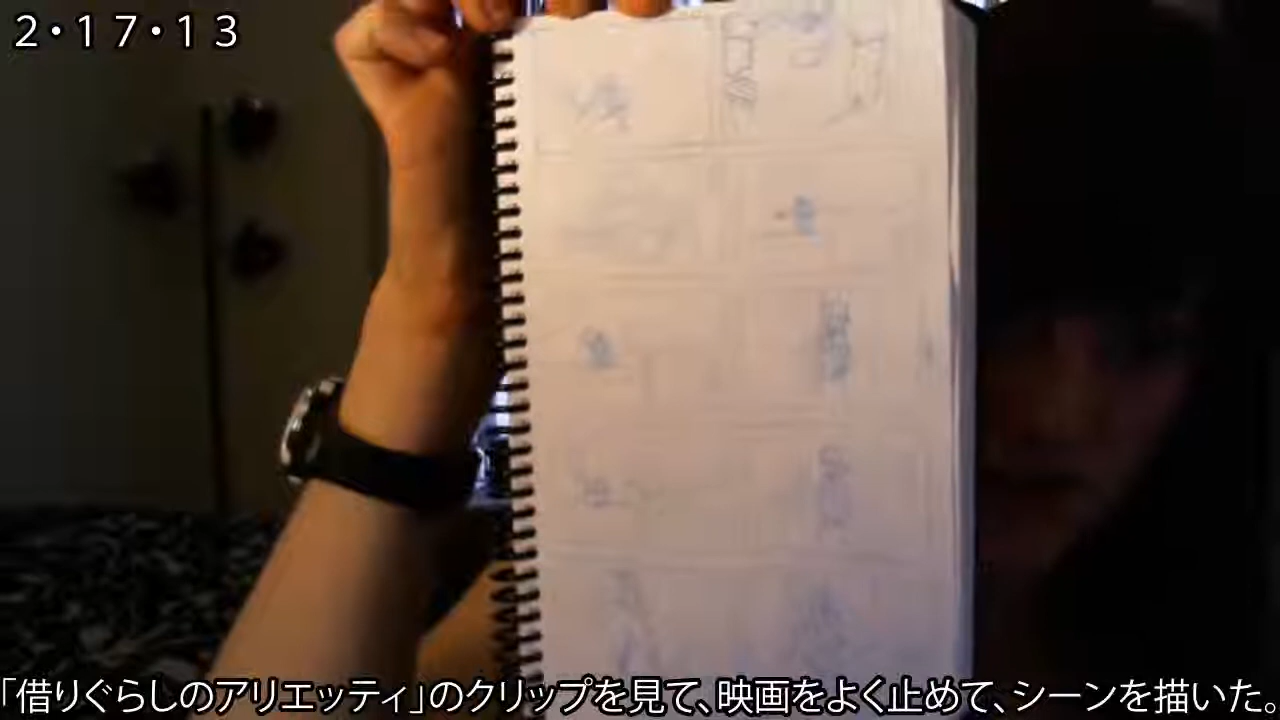 2・17・13
「借りぐらしのアリエッティ」のクリップを見て、映画をよく止めて、シーンを描いた。